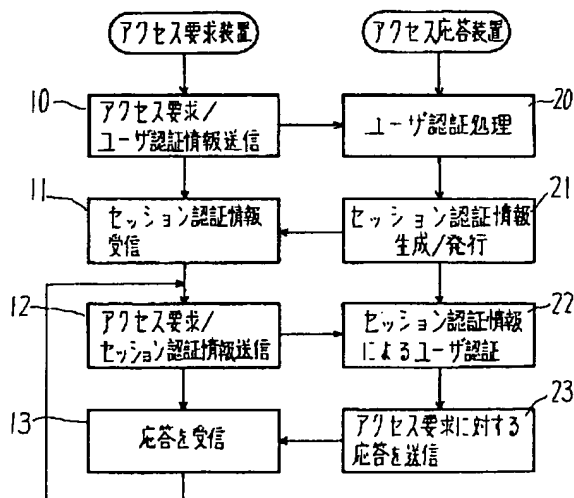 アクセス要求装置
アクセス応答装置
10
アクセス要求/
ユーザ認証情報送信
20
ユーザ認証処理
11
セッション認証情報
受信
21
セッション認証情報
生成/発行
12
アクセス要求/
セッション認証情報送信
22
セッション認証情報
によるユーザ認証
13
応答を受信
23
アクセス要求に対する
応答を送信